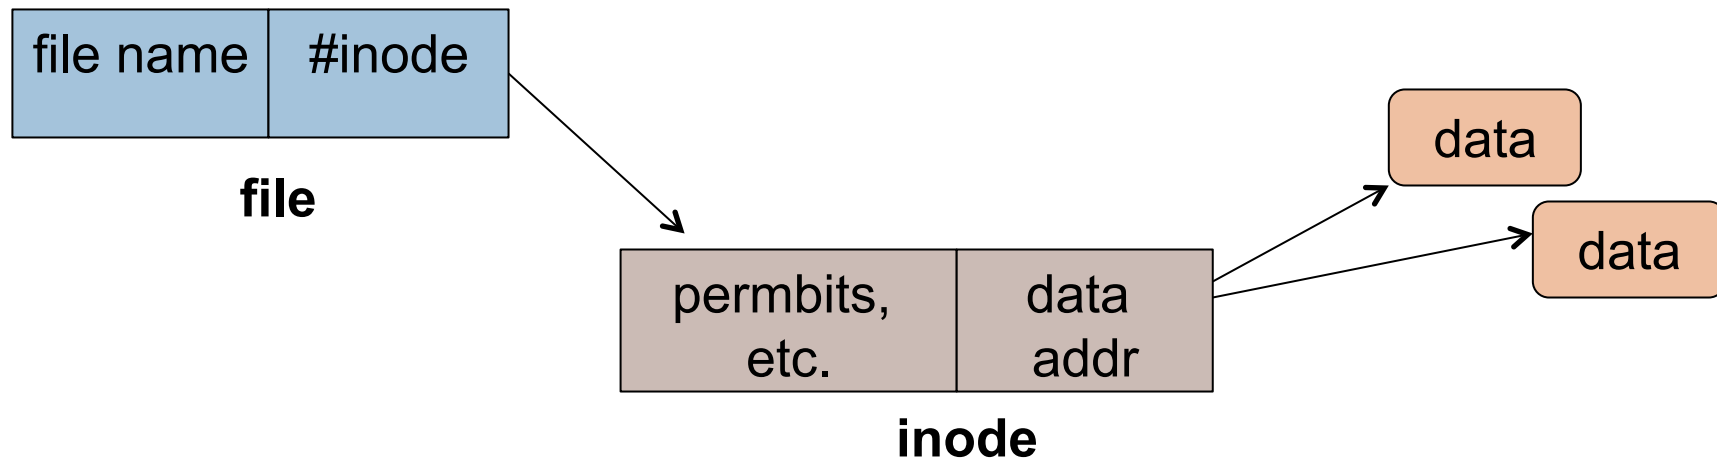 file name
#inode
file
data
data
permbits,
etc.
data
addr
inode